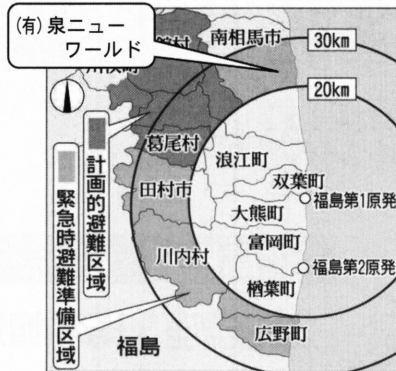 (有)泉ニュー
ワールド
南相馬市
30km
20km
葛尾村
浪江町
双葉町
田村市
大熊町
福島第1原発
富岡町
川内村
福島第2原発
楢葉町
広野町
福島
計画的避難区域
緊急時避難準備区域